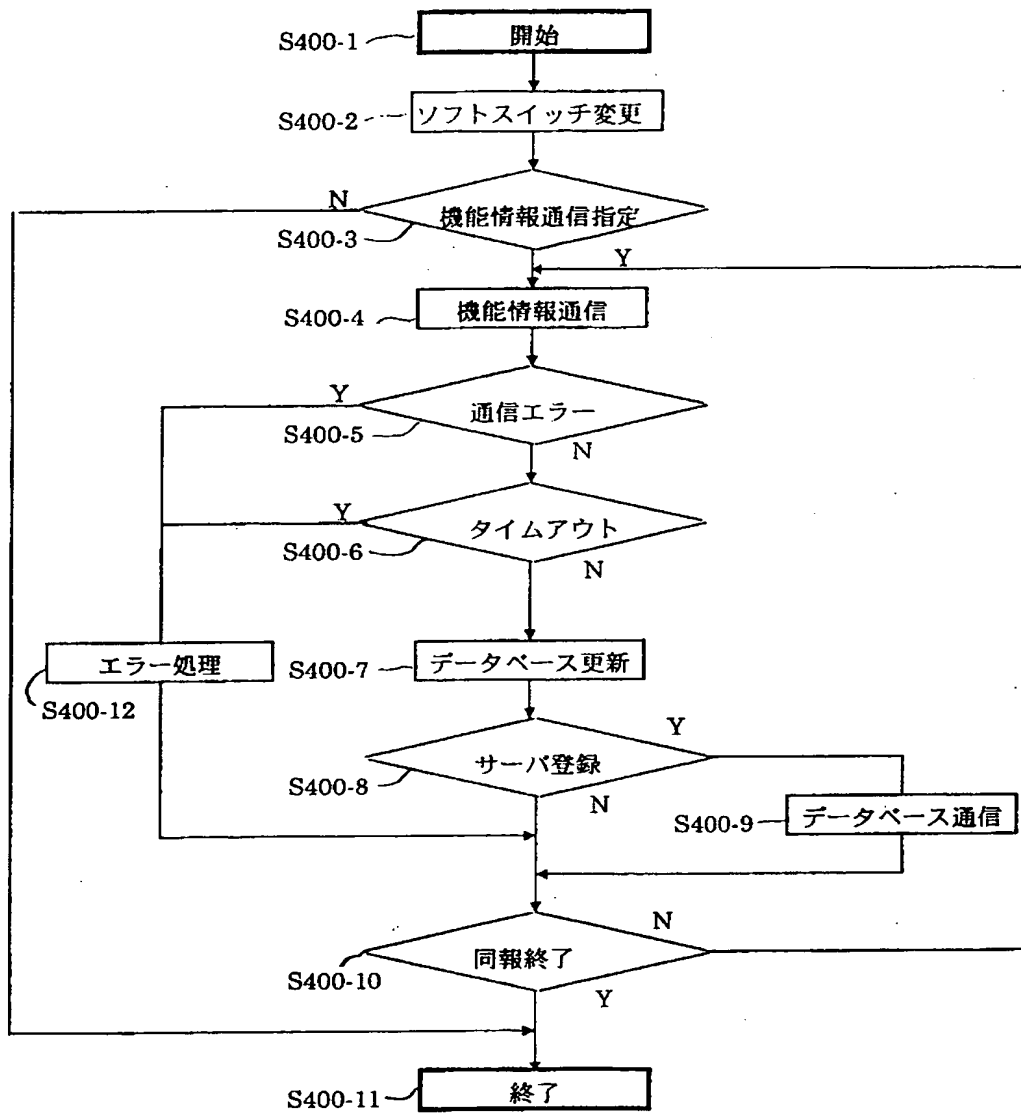 S400-1
開始
S400-2
ソフトスイッチ変更
N
機能情報通信指定
S400-3
Y
機能情報通信
S400-4
Y
通信エラー
S400-5
N
Y
タイムアウト
S400-6
N
エラー処理
S400-12
S400-7
データベース更新
Y
サーバ登録
S400-8
N
S400-9
データベース通信
N
同報終了
S400-10
Y
終了
S400-11